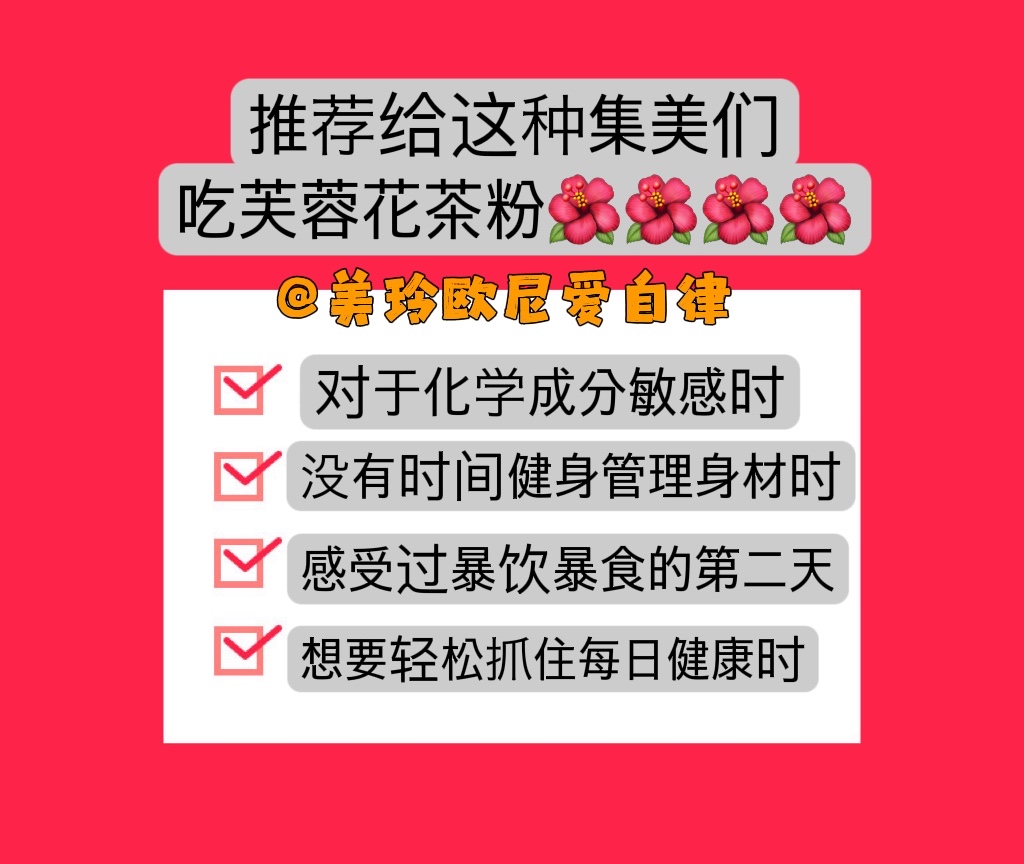 推荐给这种集美们
吃芙蓉花茶粉🌺🌺🌺🌺
@美玲欧尼爱自律
对于化学成分敏感时
没有时间健身管理身材时
感受过暴饮暴食的第二天
想要轻松抓住每日健康时